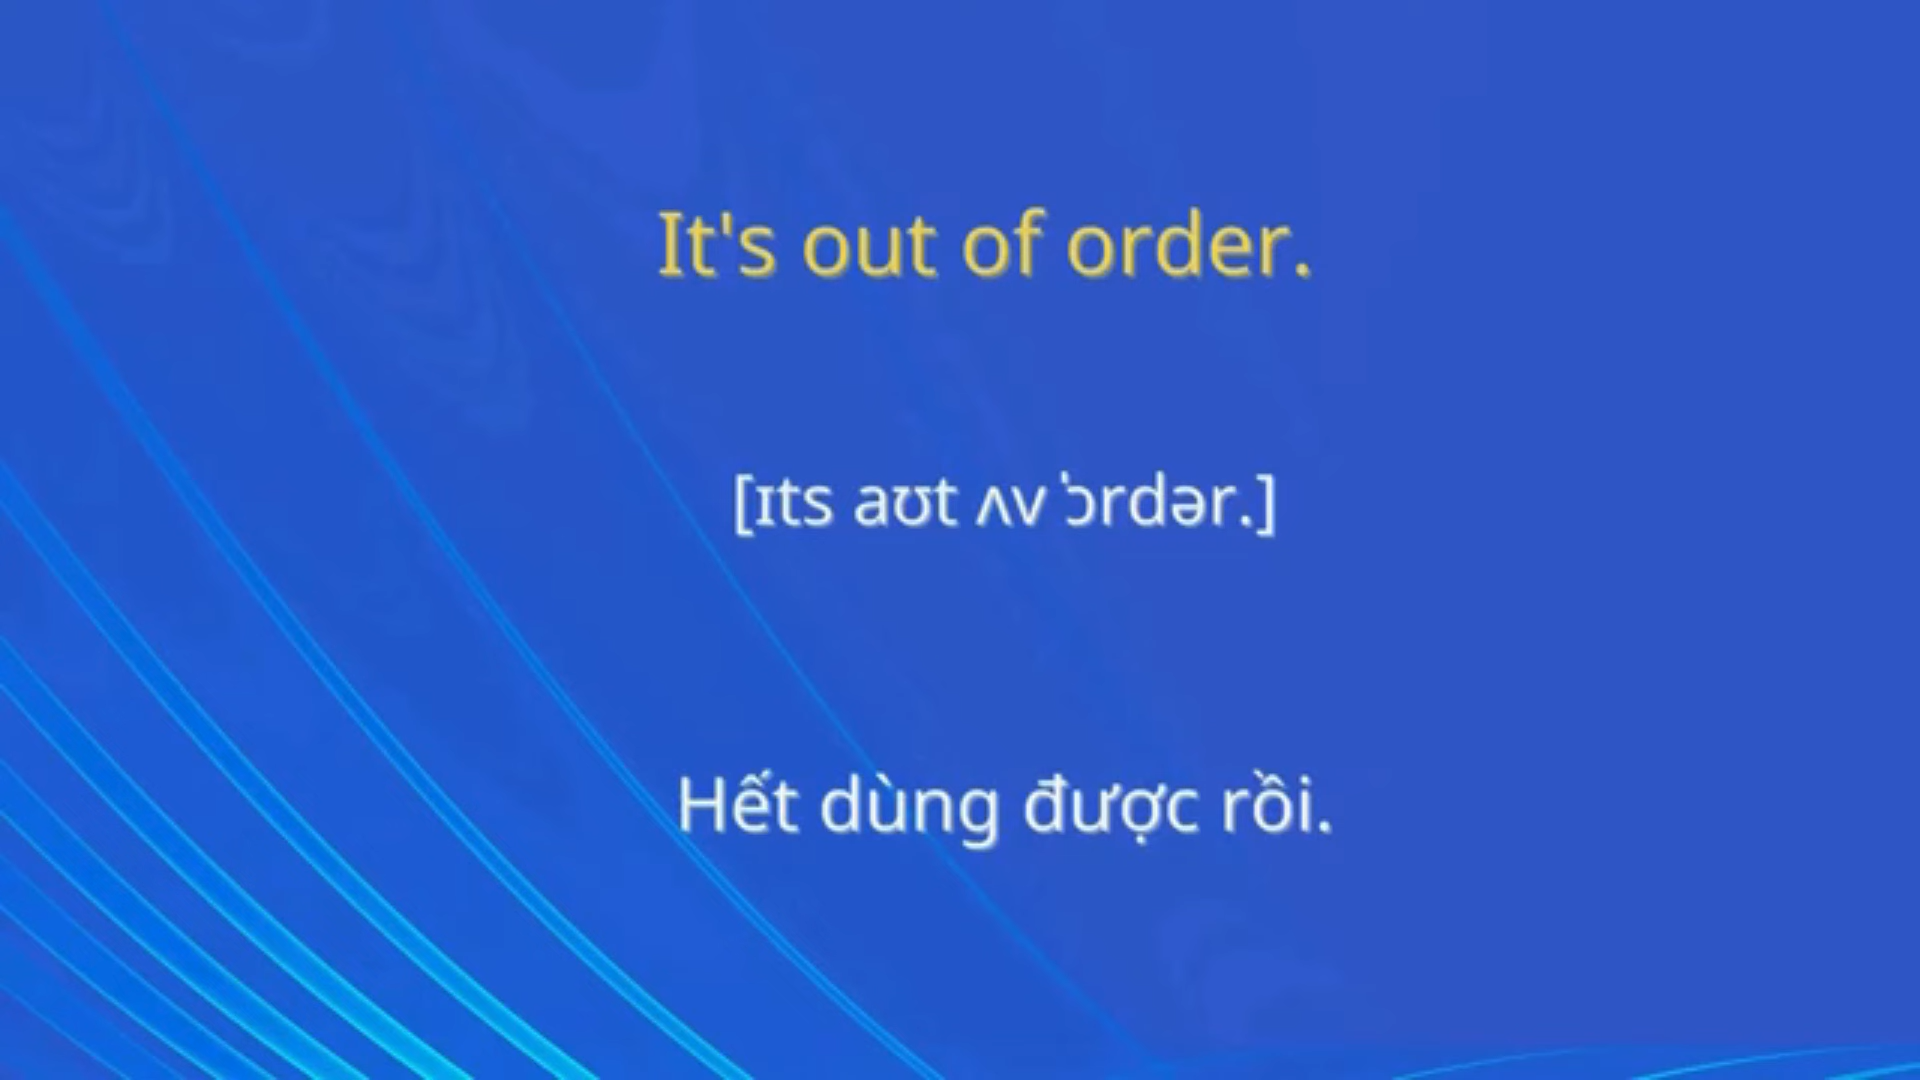 It's out of order.
[ɪts aʊt ʌv ˈɔrdər.]
Hết dùng được rồi.